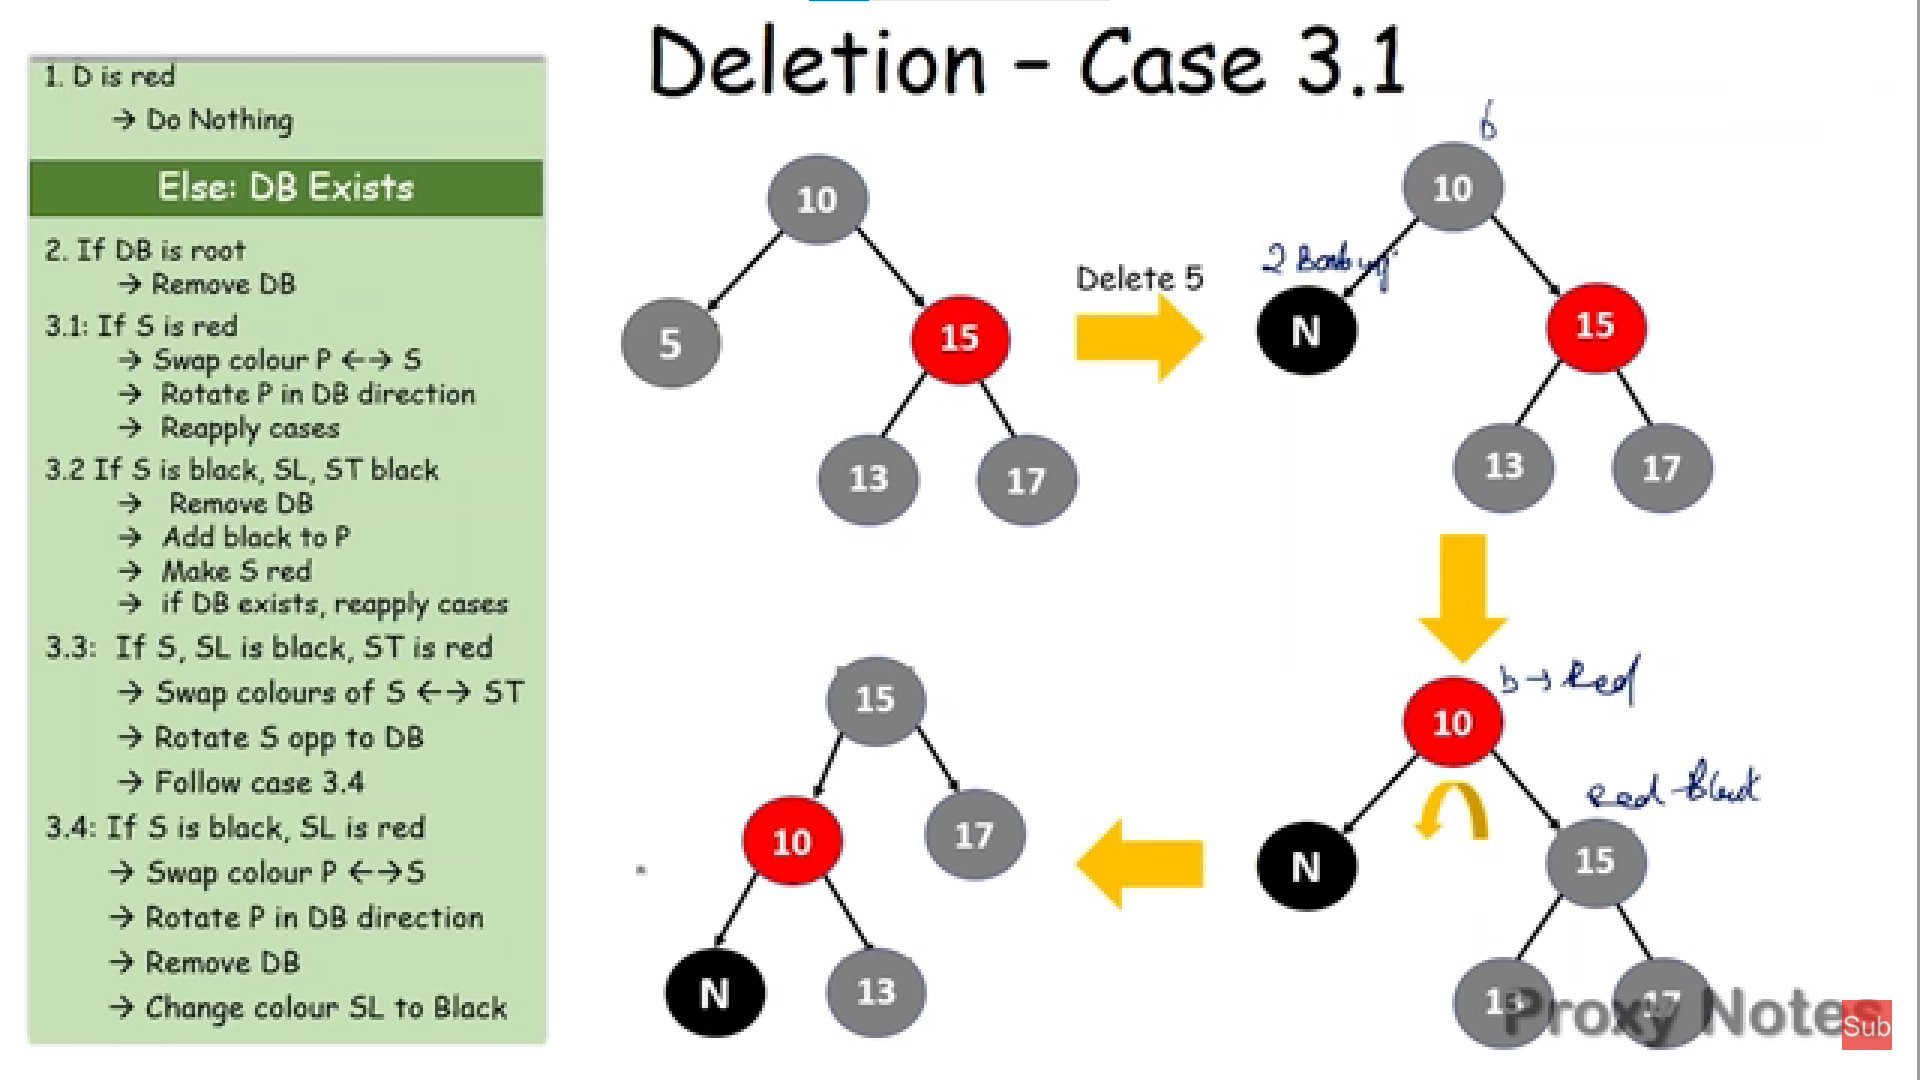 Deletion – Case 3.1
1. D is red
→ Do Nothing
Else: DB Exists
2. If DB is root
→ Remove DB
3.1: If S is red
→ Swap colour P ←→ S
→ Rotate P in DB direction
→ Reapply cases
3.2 If S is black, SL, ST black
→ Remove DB
→ Add black to P
→ Make S red
→ if DB exists, reapply cases
3.3: If S, SL is black, ST is red
→ Swap colours of S ←→ ST
→ Rotate S opp to DB
→ Follow case 3.4
3.4: If S is black, SL is red
→ Swap colour P ←→S
→ Rotate P in DB direction
→ Remove DB
→ Change colour SL to Black
10
5
15
13
17
Delete 5
b
10
N
15
13
17
b → Red
10
Red - Black
N
15
13
17
15
10
17
N
13
Proxy Notes
Sub